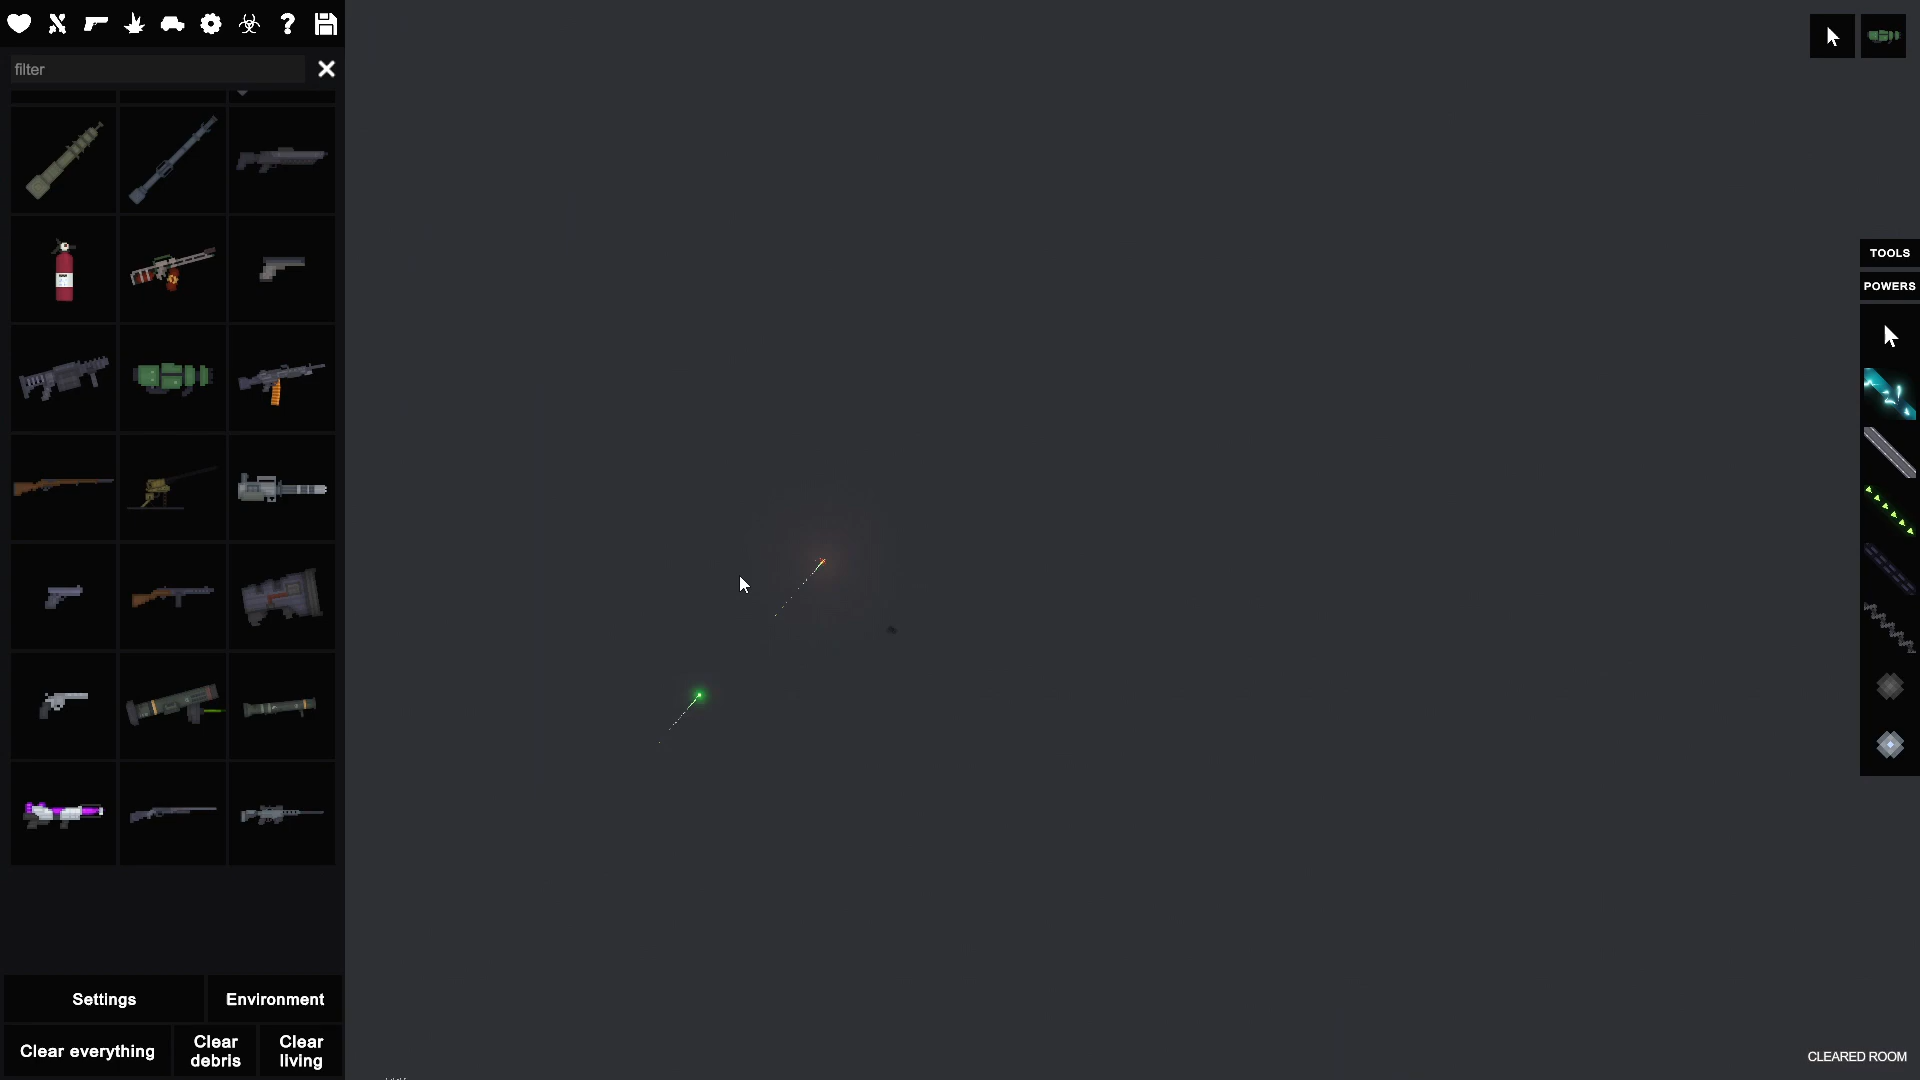 filter
TOOLS
POWERS
Settings
Environment
Clear everything
Clear
debris
Clear
living
CLEARED ROOM